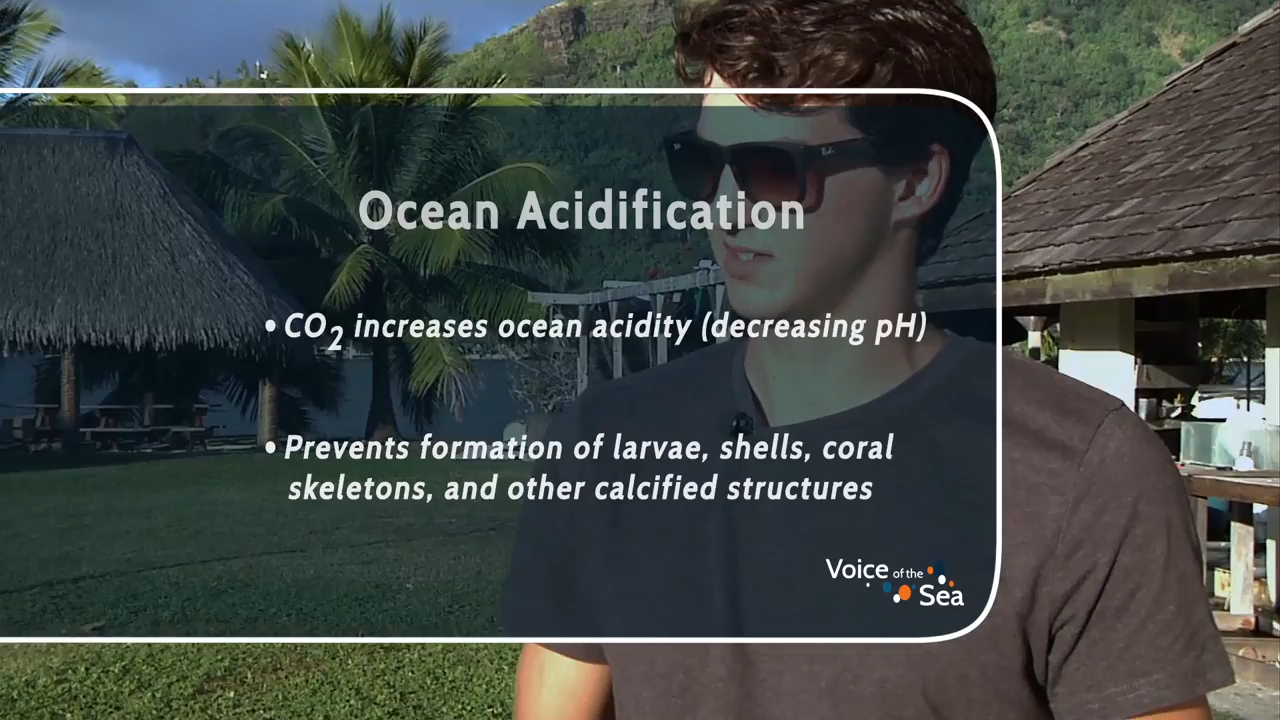 Ocean Acidification
• CO2 increases ocean acidity (decreasing pH)
• Prevents formation of larvae, shells, coral
skeletons, and other calcified structures
Voice of the
Sea